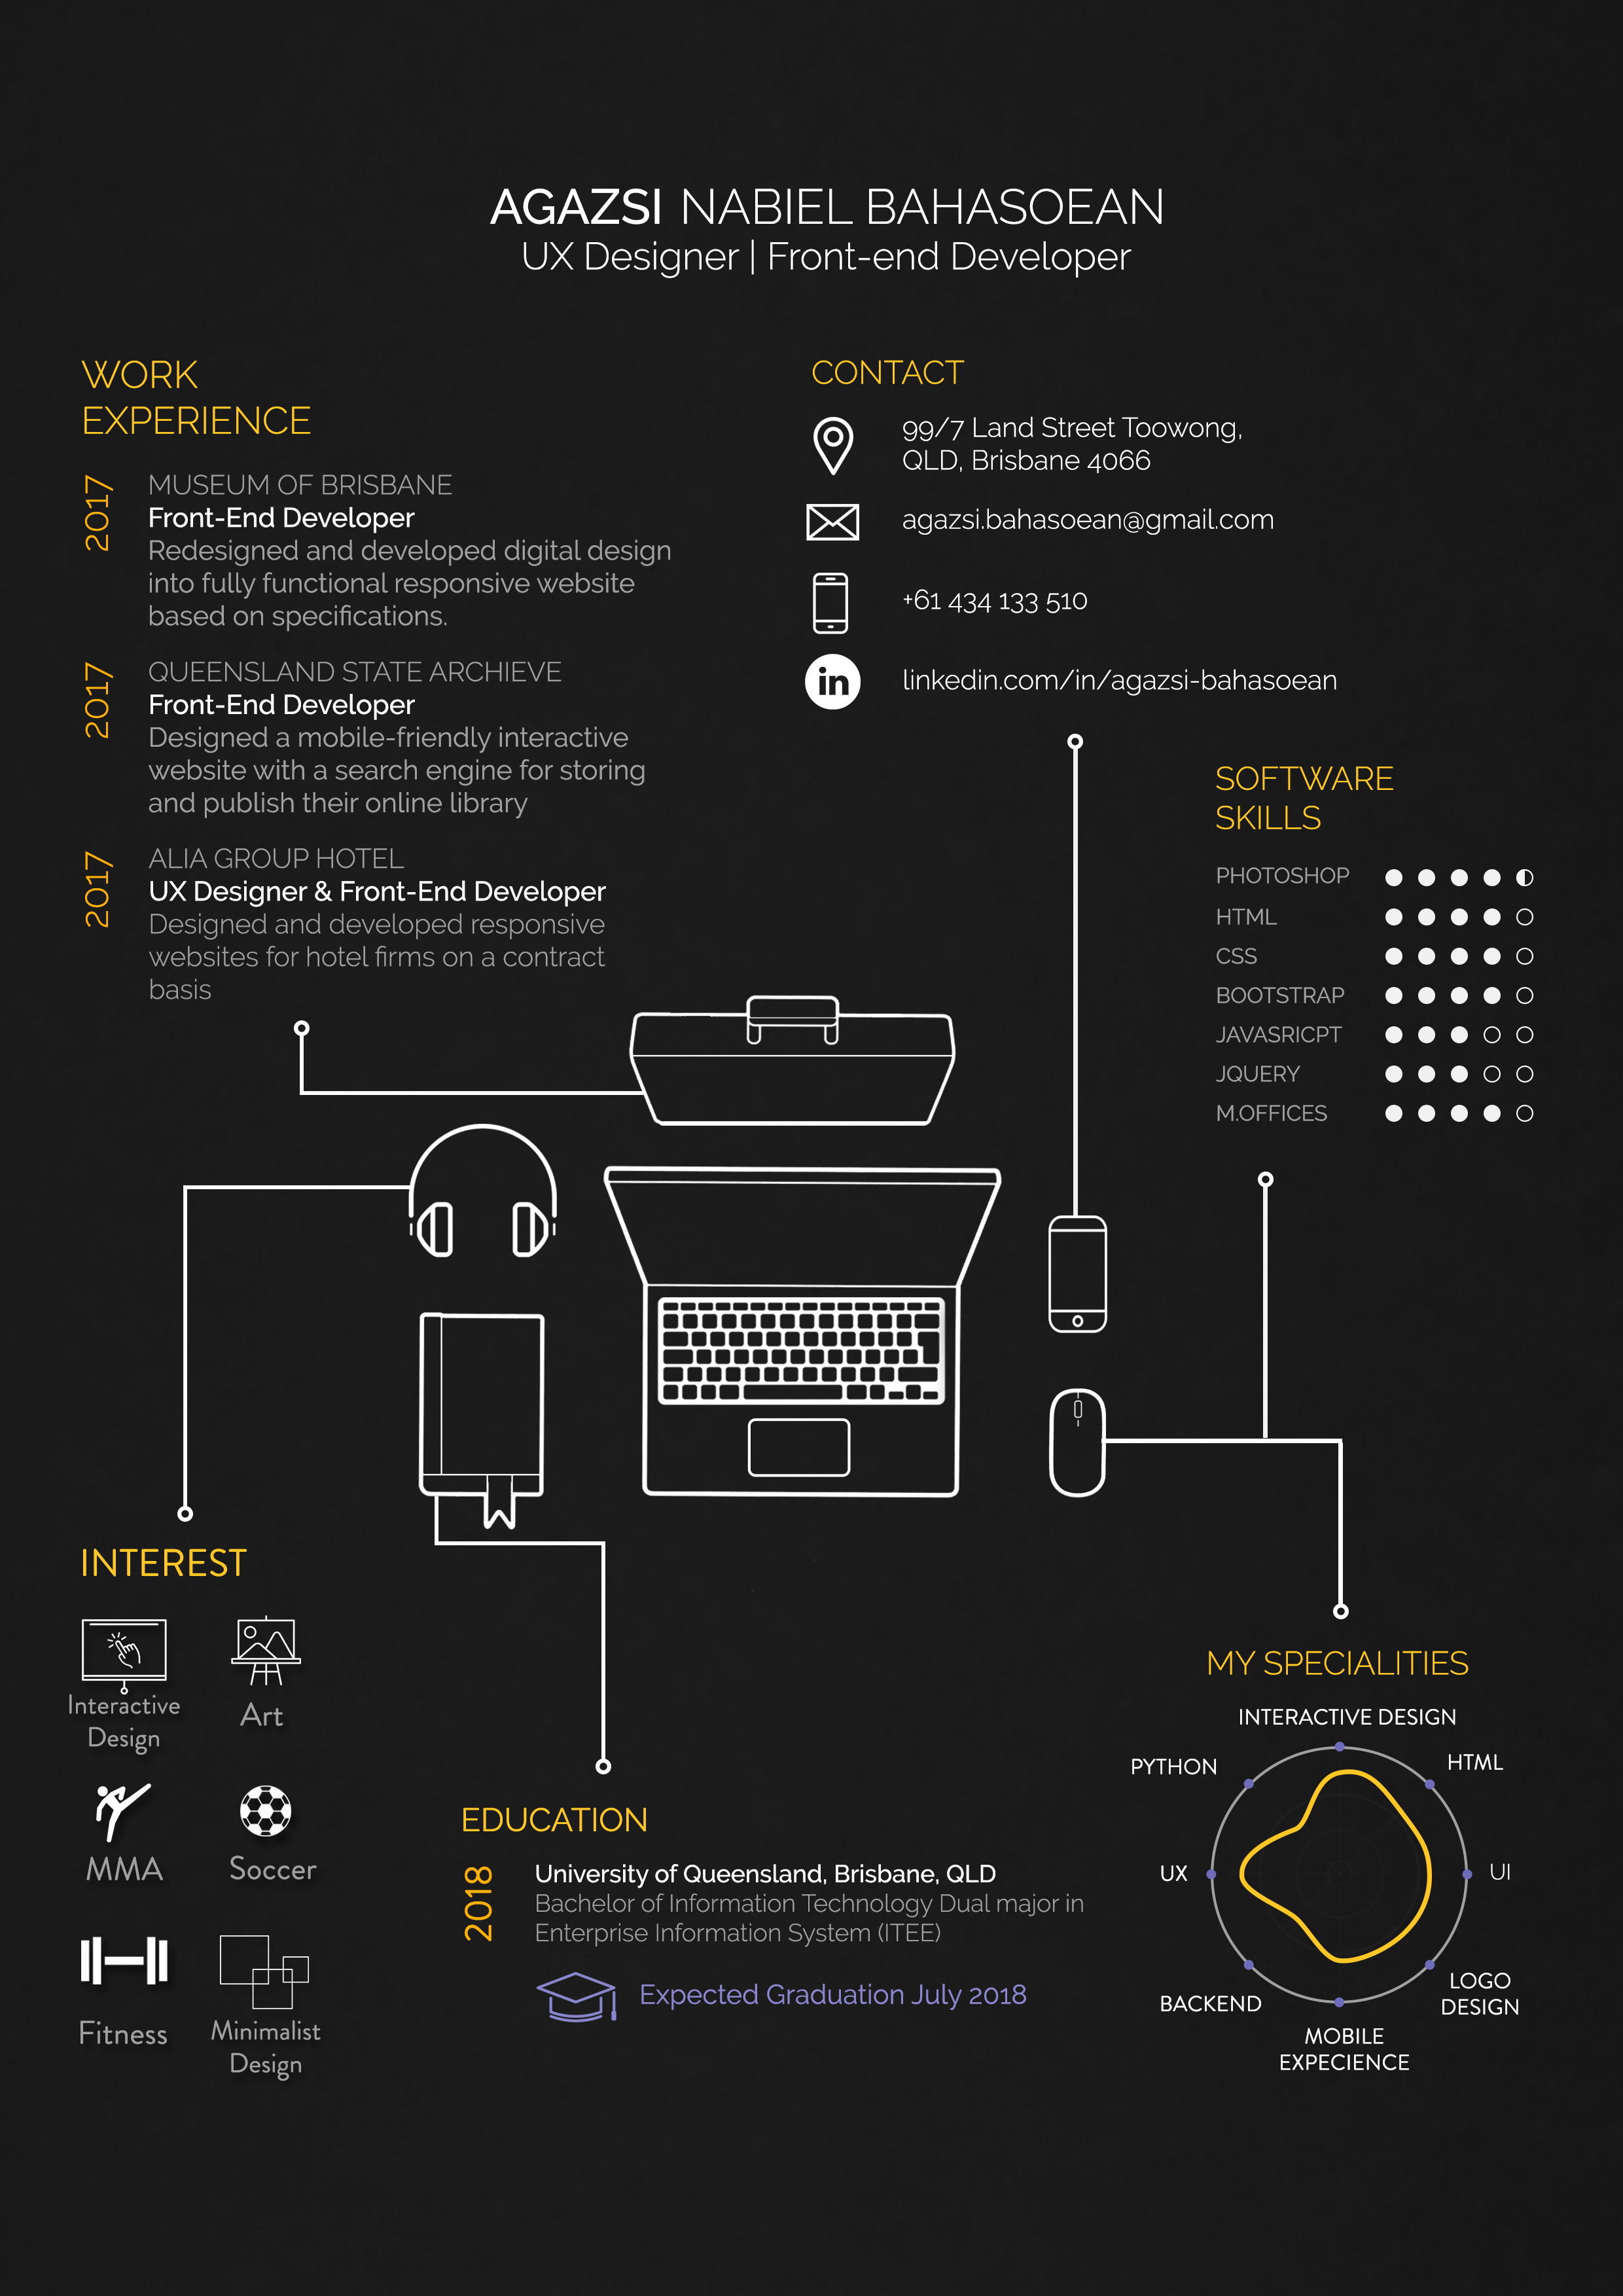 AGAZSI NABIEL BAHASOEAN
UX Designer | Front-end Developer
WORK
EXPERIENCE
2017
MUSEUM OF BRISBANE
Front-End Developer
Redesigned and developed digital design
into fully functional responsive website
based on specifications.
2017
QUEENSLAND STATE ARCHIEVE
Front-End Developer
Designed a mobile-friendly interactive
website with a search engine for storing
and publish their online library
2017
ALIA GROUP HOTEL
UX Designer & Front-End Developer
Designed and developed responsive
websites for hotel firms on a contract
basis
CONTACT
99/7 Land Street Toowong,
QLD, Brisbane 4066
agazsi.bahasoean@gmail.com
+61 434 133 510
in
linkedin.com/in/agazsi-bahasoean
SOFTWARE
SKILLS
PHOTOSHOP
HTML
CSS
BOOTSTRAP
JAVASRICPT
JQUERY
M.OFFICES
INTEREST
Interactive
Design
Art
MMA
Soccer
Fitness
Minimalist
Design
EDUCATION
2018
University of Queensland, Brisbane, QLD
Bachelor of Information Technology Dual major in
Enterprise Information System (ITEE)
Expected Graduation July 2018
MY SPECIALITIES
INTERACTIVE DESIGN
PYTHON
HTML
UX
UI
BACKEND
LOGO
DESIGN
MOBILE
EXPECIENCE